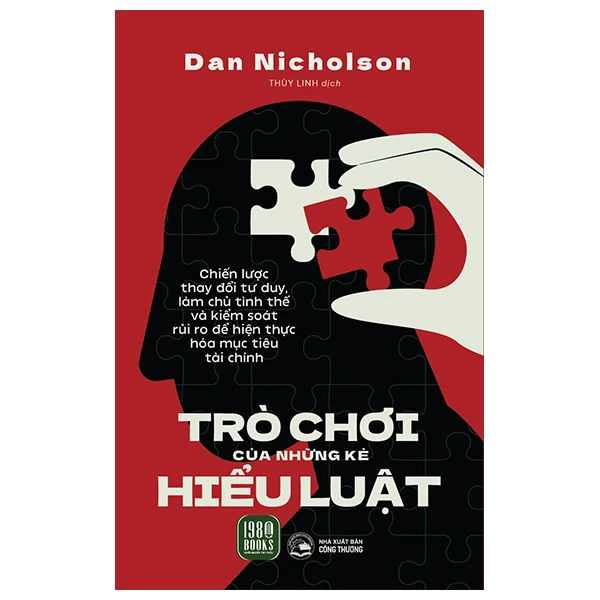 Dan Nicholson
THÙY LINH dịch
Chiến lược
thay đổi tư duy,
làm chủ tình thế
và kiểm soát
rủi ro để hiện thực
hóa mục tiêu
tài chính
TRÒ CHƠI
CỦA NHỮNG KẺ
HIỂU LUẬT
1980
BOOKS
NHÀ XUẤT BẢN
CÔNG THƯƠNG